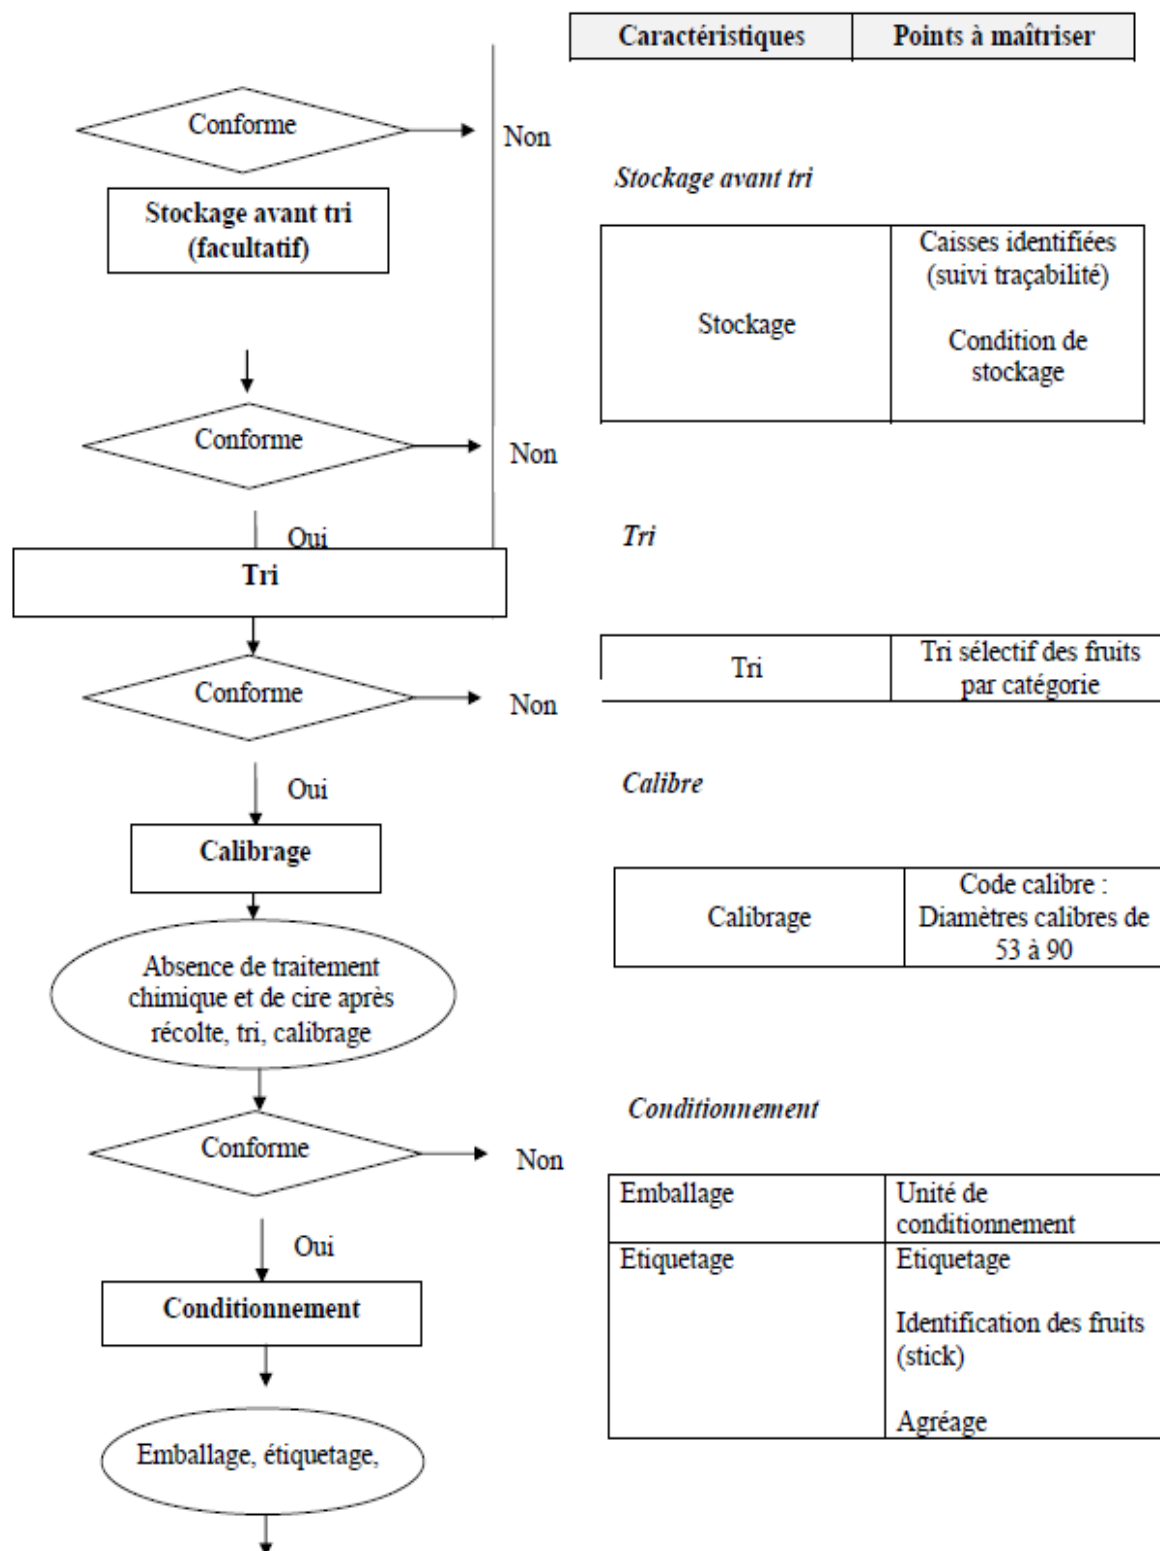 Caractéristiques
Points à maîtriser
Conforme
Non
Stockage avant tri
Stockage avant tri
(facultatif)
Stockage
Caisses identifiées
(suivi traçabilité)
Condition de
stockage
Conforme
Non
Oui
Tri
Tri
Tri
Tri sélectif des fruits
par catégorie
Conforme
Non
Oui
Calibre
Calibrage
Calibrage
Code calibre :
Diamètres calibres de
53 à 90
Absence de traitement
chimique et de cire après
récolte, tri, calibrage
Conditionnement
Conforme
Non
Emballage
Unité de
conditionnement
Oui
Etiquetage
Etiquetage
Identification des fruits
(stick)
Agréage
Conditionnement
Emballage, étiquetage,